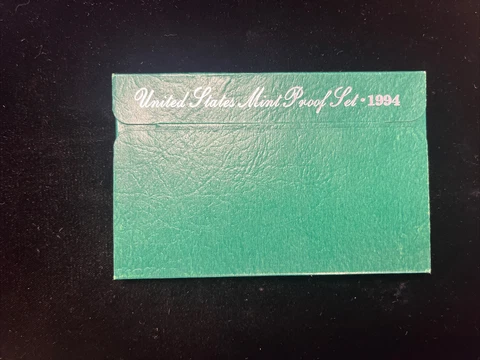 United States Mint Proof Set • 1994